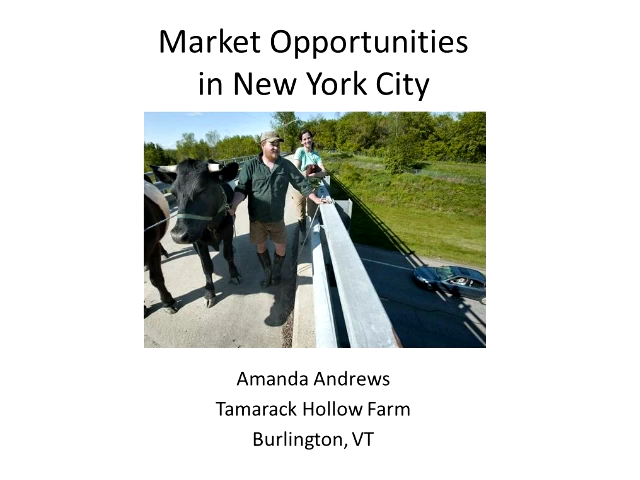 Market Opportunities
in New York City
Amanda Andrews
Tamarack Hollow Farm
Burlington, VT